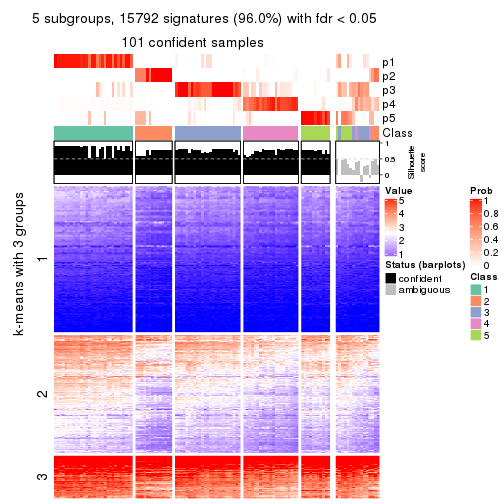 5 subgroups, 15792 signatures (96.0%) with fdr < 0.05
101 confident samples
p1
p2
p3
p4
p5
Class
1
0.5
0
Silhouette
score
k-means with 3 groups
1
2
3
Value
5
4
3
2
1
Status (barplots)
confident
ambiguous
Prob
1
0.8
0.6
0.4
0.2
0
Class
1
2
3
4
5